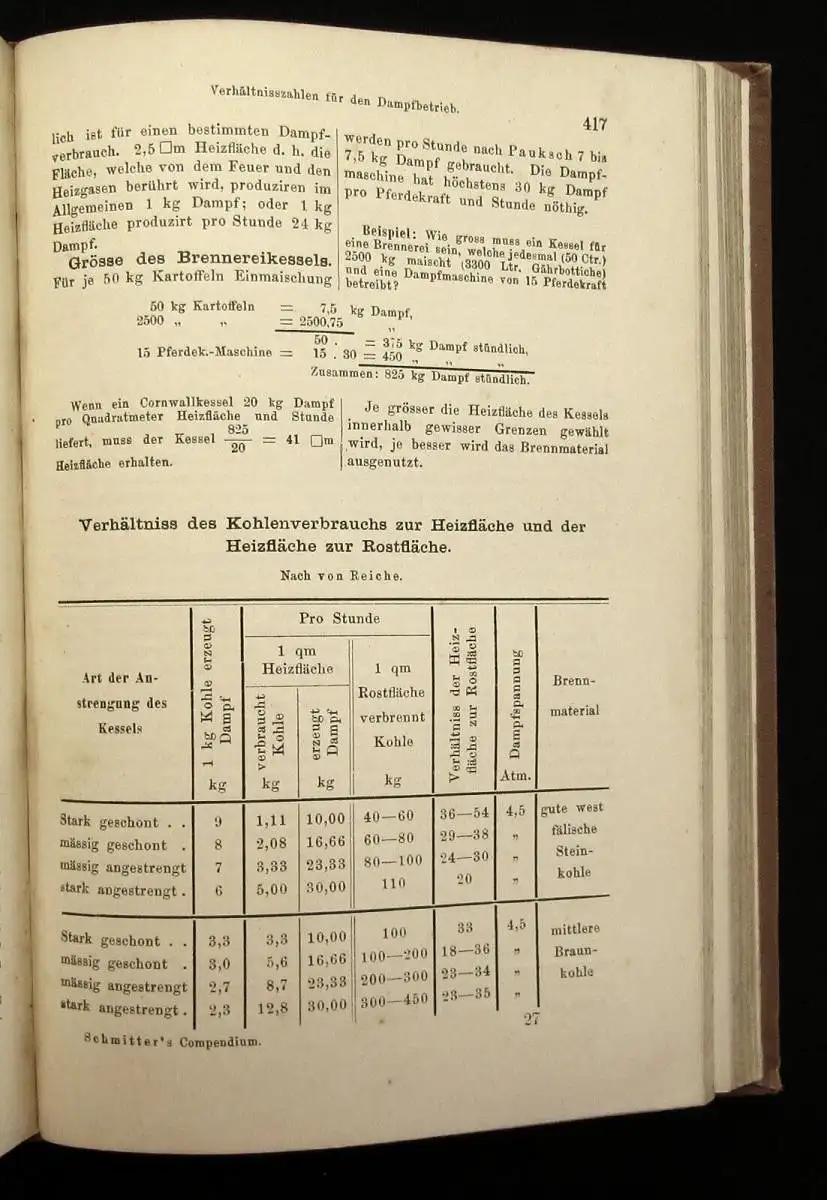 Verhältnisszahlen für den Dampfbetrieb.
417
lich ist für einen bestimmten Dampf-
verbrauch. 2,5 □m Heizfläche d. h. die
Fläche, welche von dem Feuer und den
Heizgasen berührt wird, produziren im
Allgemeinen 1 kg Dampf; oder 1 kg
Heizfläche produzirt pro Stunde 24 kg
Dampf.
Grösse des Brennereikessels.
Für je 50 kg Kartoffeln Einmaischung
werden pro Stunde nach Pauksch 7 bis
7,5 kg Dampf gebraucht. Die Dampf-
maschine hat höchstens 30 kg Dampf
pro Pferdekraft und Stunde nöthig.
Beispiel: Wie gross muss ein Kessel für
eine Brennerei sein, welche jedesmal (50 Ctr.)
2500 kg maischt (3300 Ltr. Gährbottiche)
und eine Dampfmaschine von 15 Pferdekraft
betreibt?
50 kg Kartoffeln = 7,5 kg Dampf,
2500 „ „ = 2500,75 „
50 . = 375 kg Dampf stündlich,
15 Pferdek.-Maschine = 15 . 30 = 450 „ „ „
Zusammen: 825 kg Dampf stündlich.
Wenn ein Cornwallkessel 20 kg Dampf
pro Quadratmeter Heizfläche und Stunde
liefert, muss der Kessel 825/20 = 41 □m
Heizfläche erhalten.
Je grösser die Heizfläche des Kessels
innerhalb gewisser Grenzen gewählt
wird, je besser wird das Brennmaterial
ausgenutzt.
Verhältniss des Kohlenverbrauchs zur Heizfläche und der
Heizfläche zur Rostfläche.
Nach von Reiche.
Art der An-
strengung des
Kessels
1 kg Kohle erzeugt
Dampf
kg
Pro Stunde
1 qm
Heizfläche
verbraucht
Kohle
kg
erzeugt
Dampf
kg
1 qm
Rostfläche
verbrennt
Kohle
kg
Verhältniss der Heiz-
fläche zur Rostfläche
Dampfspannung
Atm.
Brenn-
material
Stark geschont . . 9 1,11 10,00 40—60 36—54 4,5 gute west
mässig geschont . 8 2,08 16,66 60—80 29—38 „ fälische
mässig angestrengt 7 3,33 23,33 80—100 24—30 „ Stein-
stark angestrengt . 6 5,00 30,00 110 20 „ kohle
Stark geschont . . 3,3 3,3 10,00 100 33 4,5 mittlere
mässig geschont . 3,0 5,6 16,66 100—200 18—36 „ Braun-
mässig angestrengt 2,7 8,7 23,33 200—300 23—34 „ kohle
stark angestrengt . 2,3 12,8 30,00 300—450 23—35 „
Schmitter's Compendium.
27